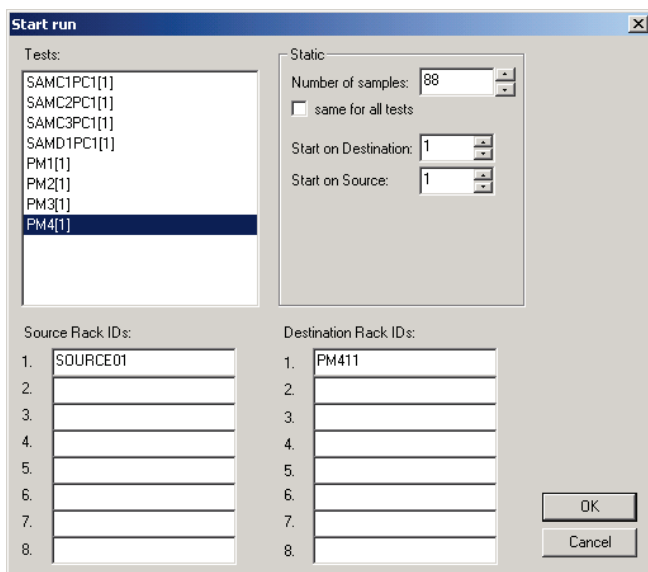 Start run
Tests:
SAMC1PC1[1]
SAMC2PC1[1]
SAMC3PC1[1]
SAMD1PC1[1]
PM1[1]
PM2[1]
PM3[1]
PM4[1]
Static
Number of samples: 88
same for all tests
Start on Destination: 1
Start on Source: 1
Source Rack IDs:
1. SOURCE01
2.
3.
4.
5.
6.
7.
8.
Destination Rack IDs:
1. PM411
2.
3.
4.
5.
6.
7.
8.
OK
Cancel